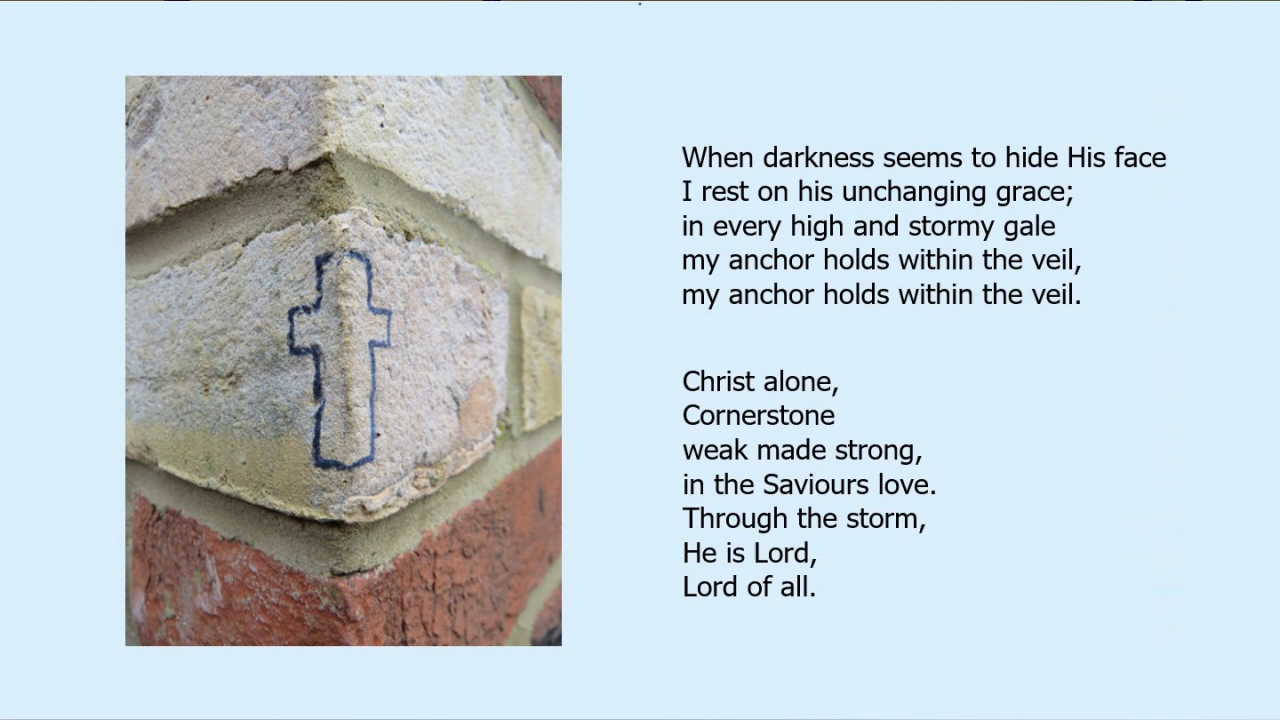 When darkness seems to hide His face
I rest on his unchanging grace;
in every high and stormy gale
my anchor holds within the veil,
my anchor holds within the veil.
Christ alone,
Cornerstone
weak made strong,
in the Saviours love.
Through the storm,
He is Lord,
Lord of all.